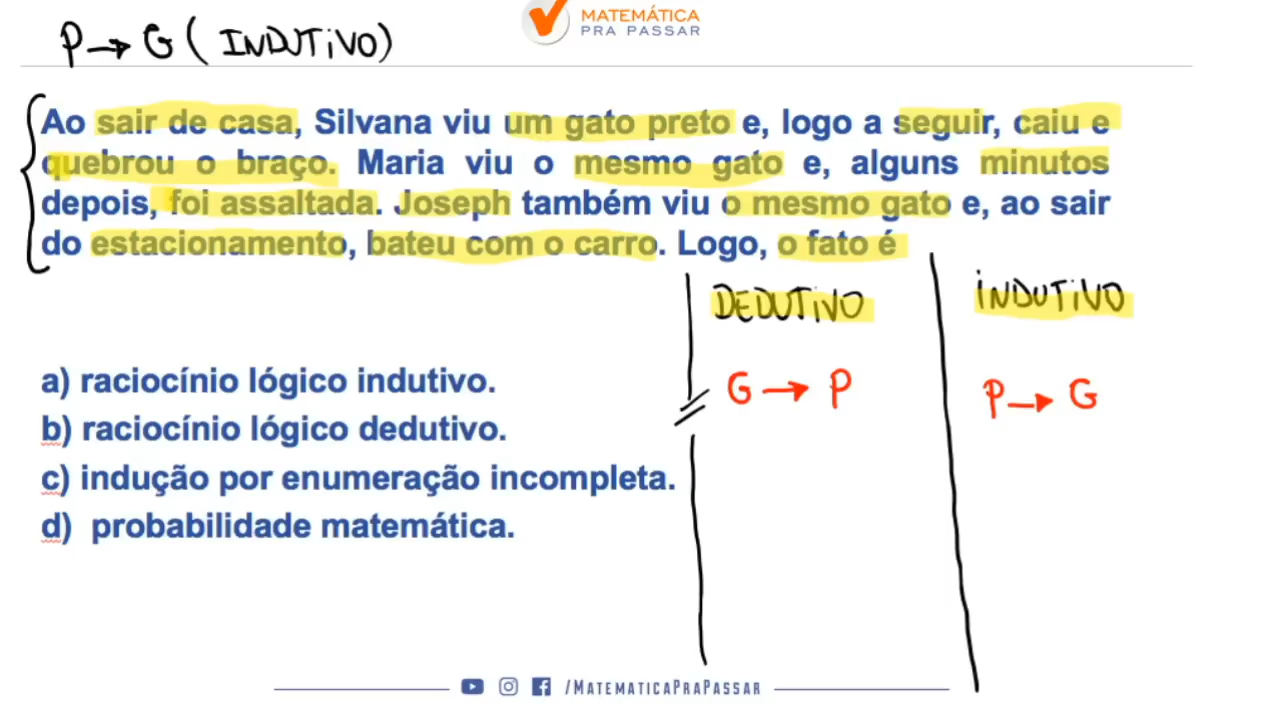 MATEMÁTICA
PRA PASSAR
P → G ( INDUTIVO)
Ao sair de casa, Silvana viu um gato preto e, logo a seguir, caiu e
quebrou o braço. Maria viu o mesmo gato e, alguns minutos
depois, foi assaltada. Joseph também viu o mesmo gato e, ao sair
do estacionamento, bateu com o carro. Logo, o fato é
DEDUTIVO
INDUTIVO
G → P
P → G
a) raciocínio lógico indutivo.
b) raciocínio lógico dedutivo.
c) indução por enumeração incompleta.
d) probabilidade matemática.
/MATEMATICAPRAPASSAR